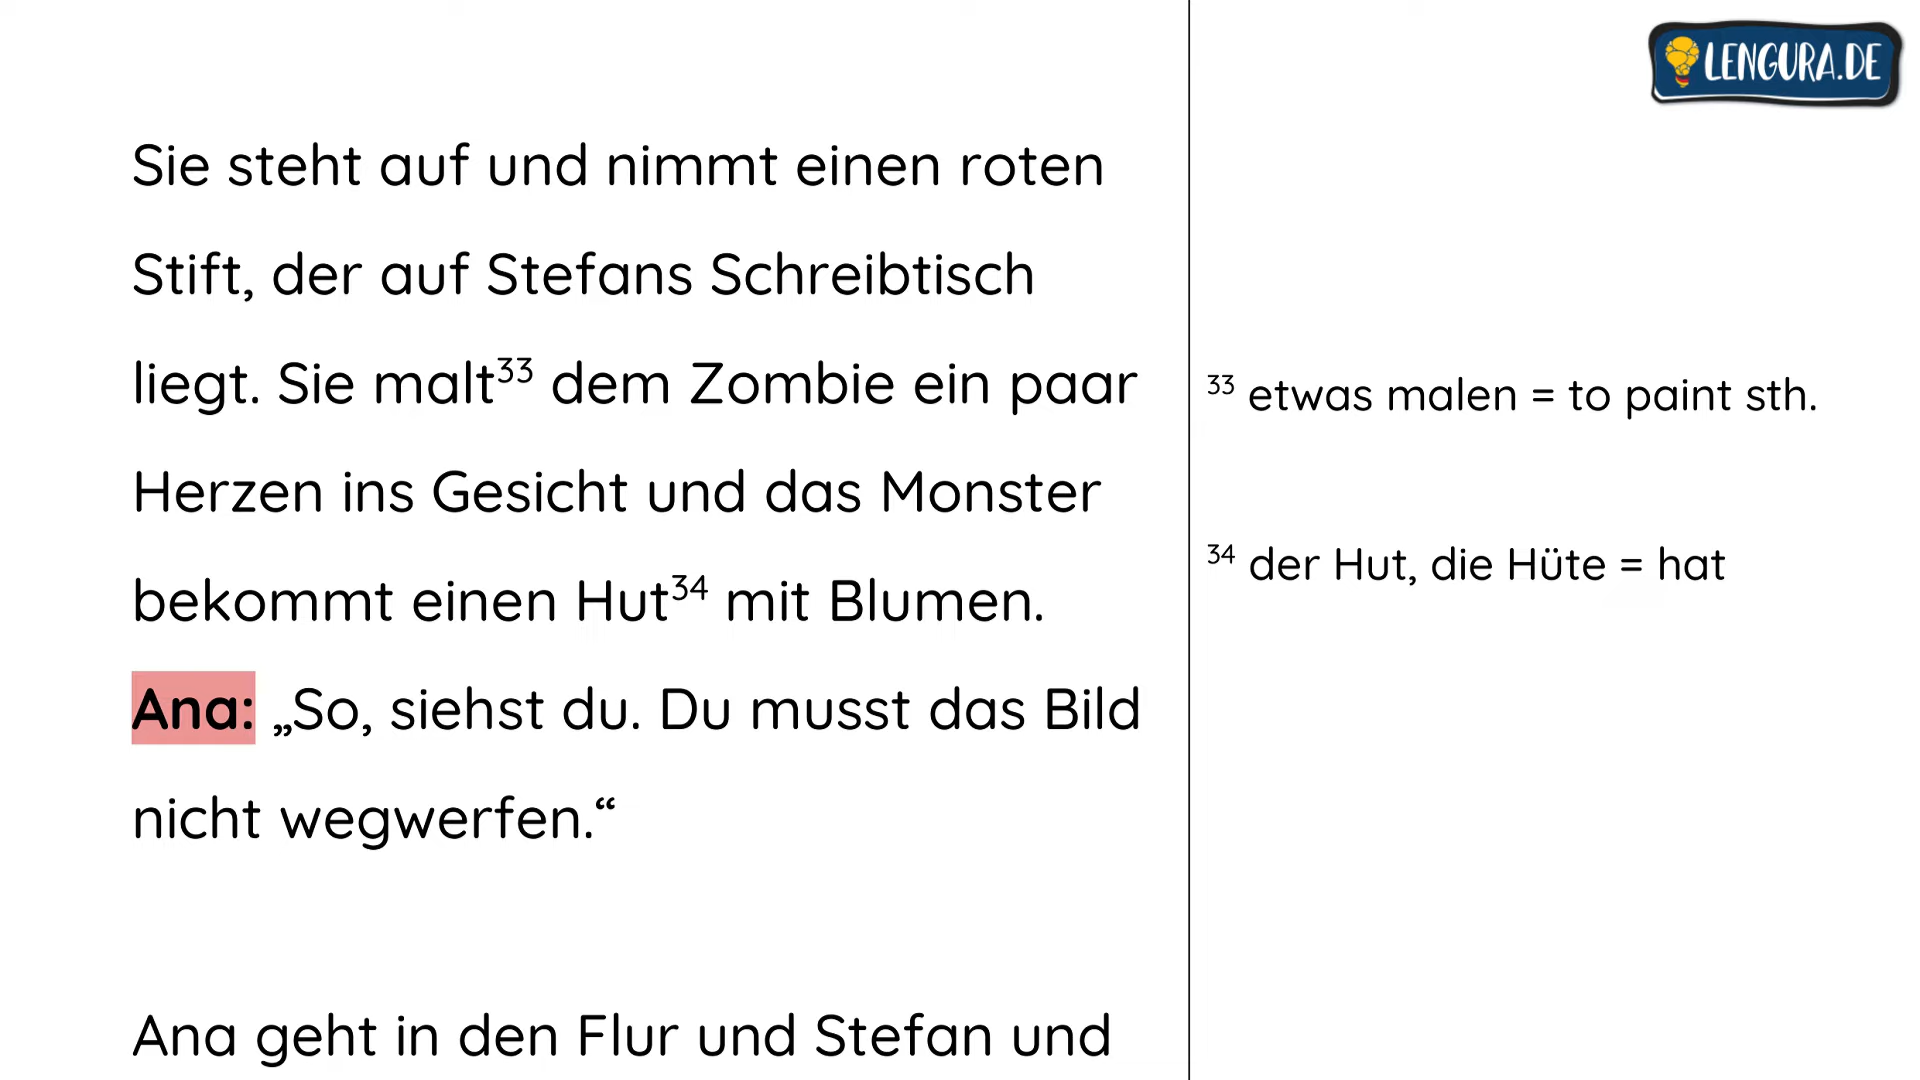 LENGURA.DE
Sie steht auf und nimmt einen roten
Stift, der auf Stefans Schreibtisch
liegt. Sie malt³³ dem Zombie ein paar
Herzen ins Gesicht und das Monster
bekommt einen Hut³⁴ mit Blumen.
Ana: „So, siehst du. Du musst das Bild
nicht wegwerfen.“
Ana geht in den Flur und Stefan und
³³ etwas malen = to paint sth.
³⁴ der Hut, die Hüte = hat